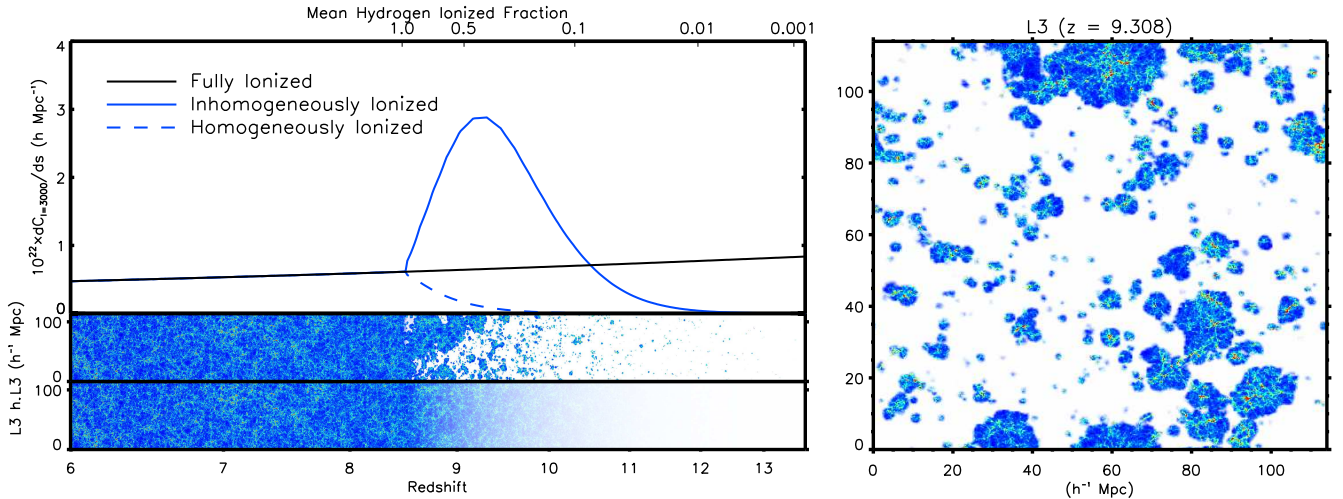 Mean Hydrogen Ionized Fraction
1.0 0.5 0.1 0.01 0.001
4
3
2
1
0
10^22×dC_l=3000/ds (h Mpc^-1)
Fully Ionized
Inhomogeneously Ionized
Homogeneously Ionized
100
0
100
0
L3 h.L3 (h^-1 Mpc)
6 7 8 9 10 11 12 13
Redshift
L3 (z = 9.308)
100
80
60
40
20
0
0 20 40 60 80 100
(h^-1 Mpc)